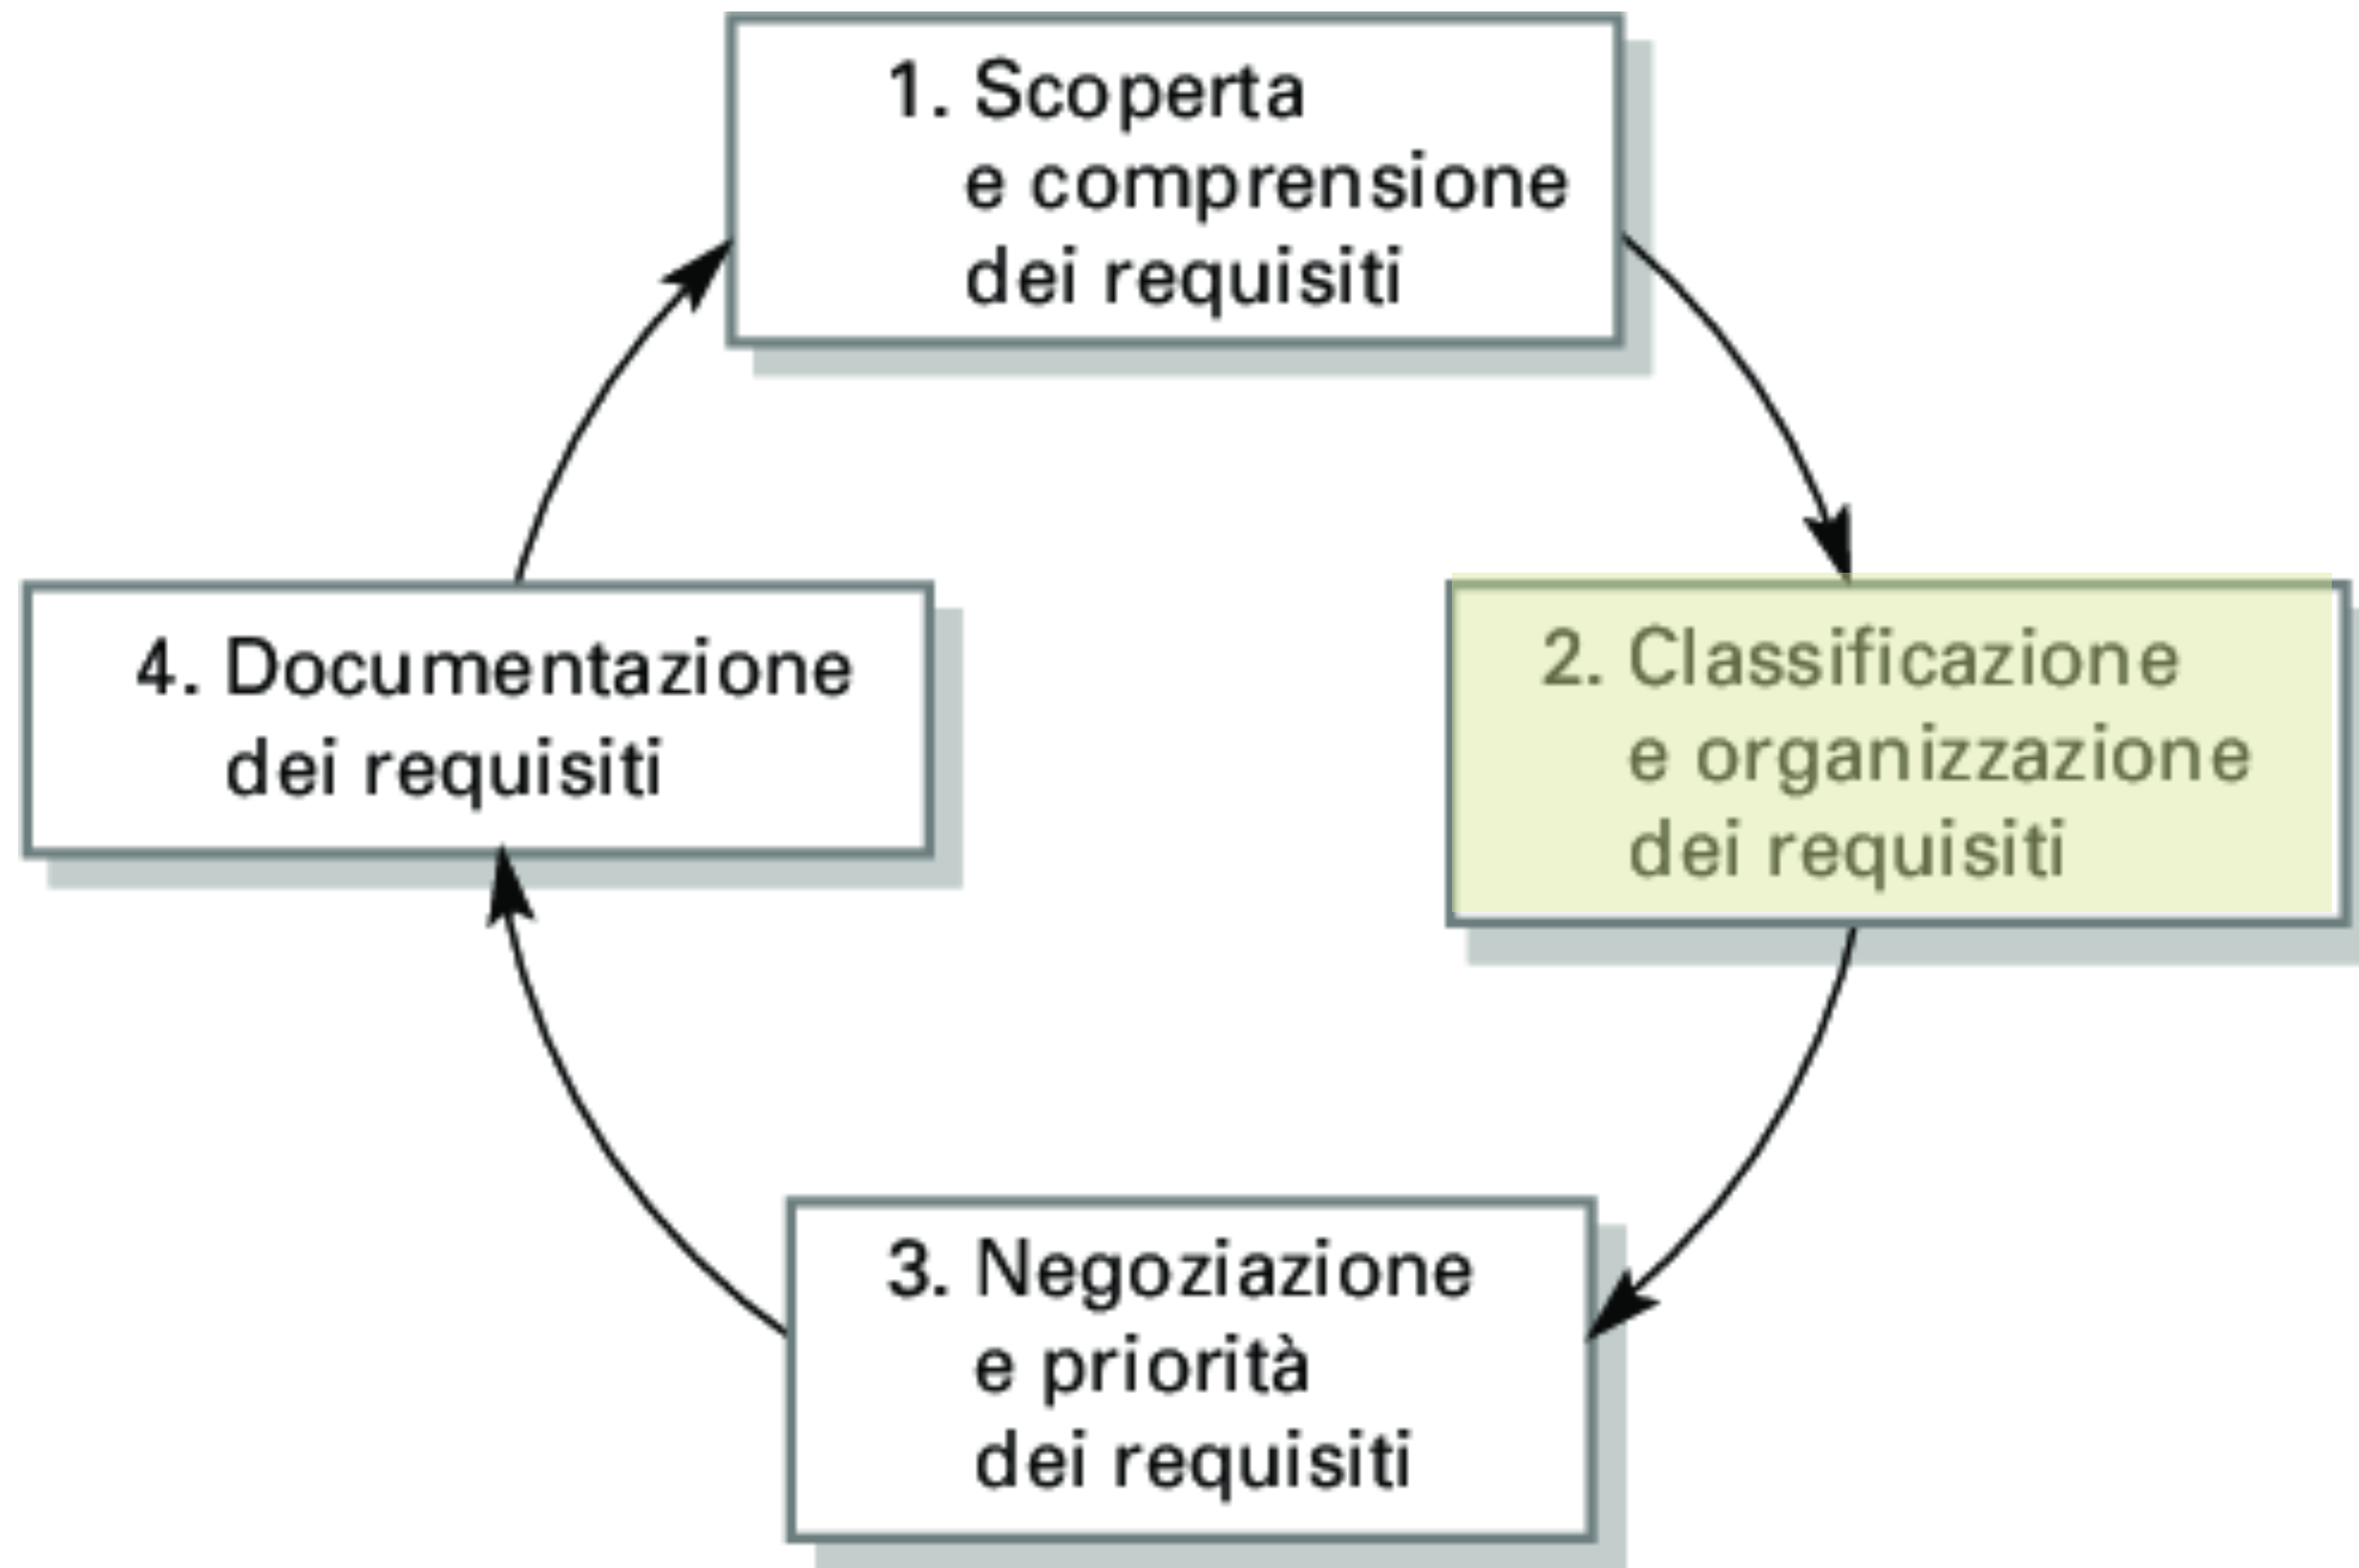 1. Scoperta
e comprensione
dei requisiti
2. Classificazione
e organizzazione
dei requisiti
3. Negoziazione
e priorità
dei requisiti
4. Documentazione
dei requisiti